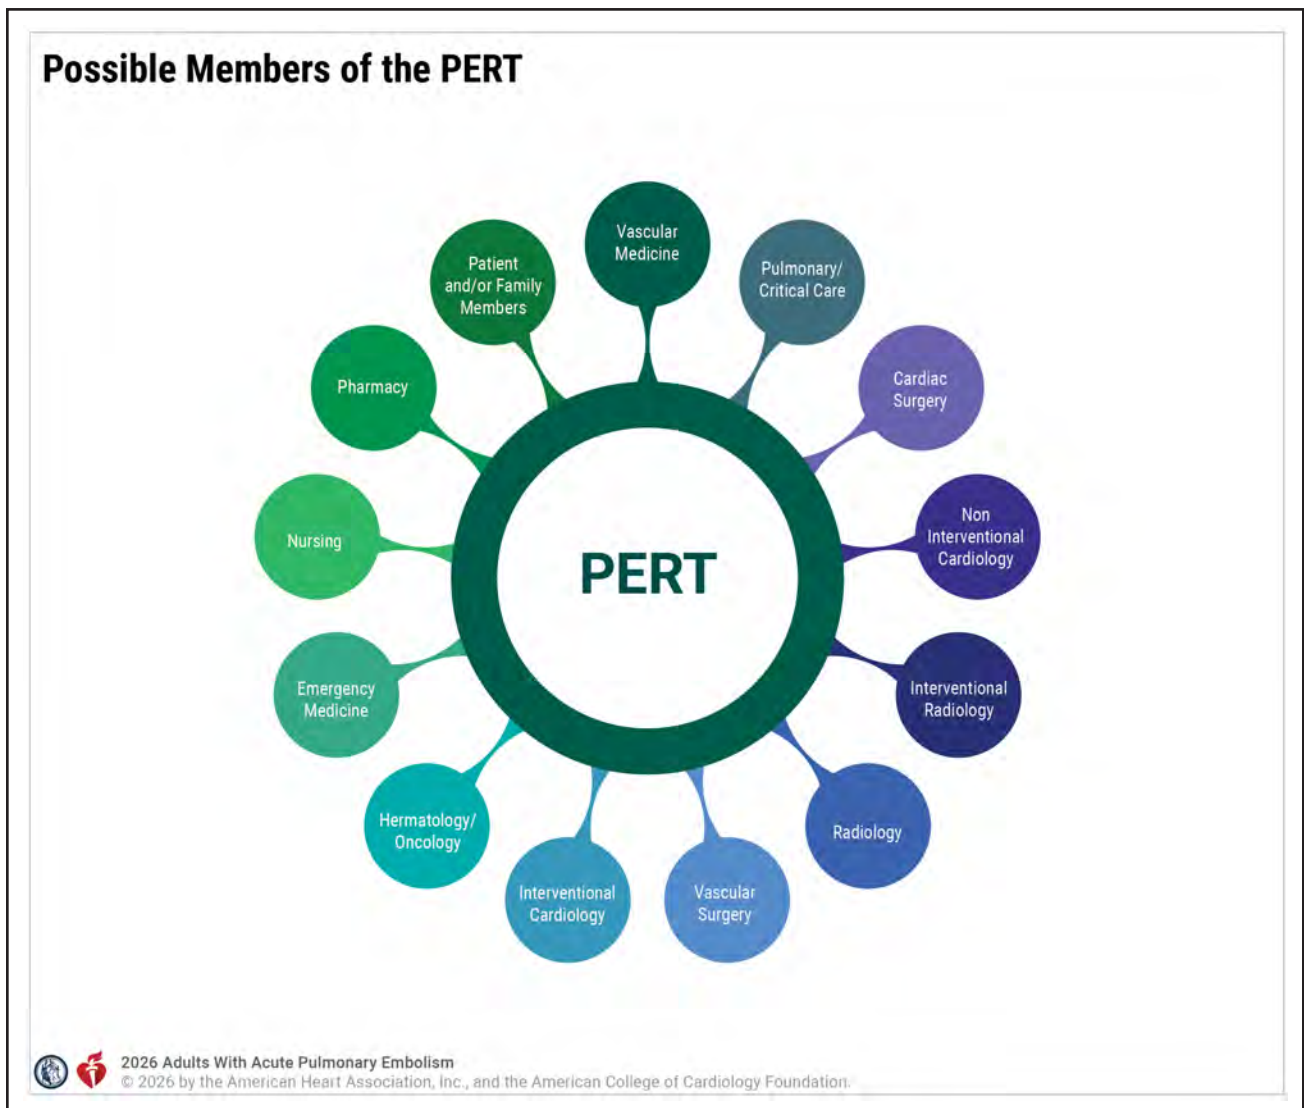 Possible Members of the PERT
Vascular
Medicine
Pulmonary/
Critical Care
Cardiac
Surgery
Non
Interventional
Cardiology
Interventional
Radiology
Radiology
Vascular
Surgery
Interventional
Cardiology
Hermatology/
Oncology
Emergency
Medicine
Nursing
Pharmacy
Patient
and/or Family
Members
PERT
2026 Adults With Acute Pulmonary Embolism
© 2026 by the American Heart Association, Inc., and the American College of Cardiology Foundation.